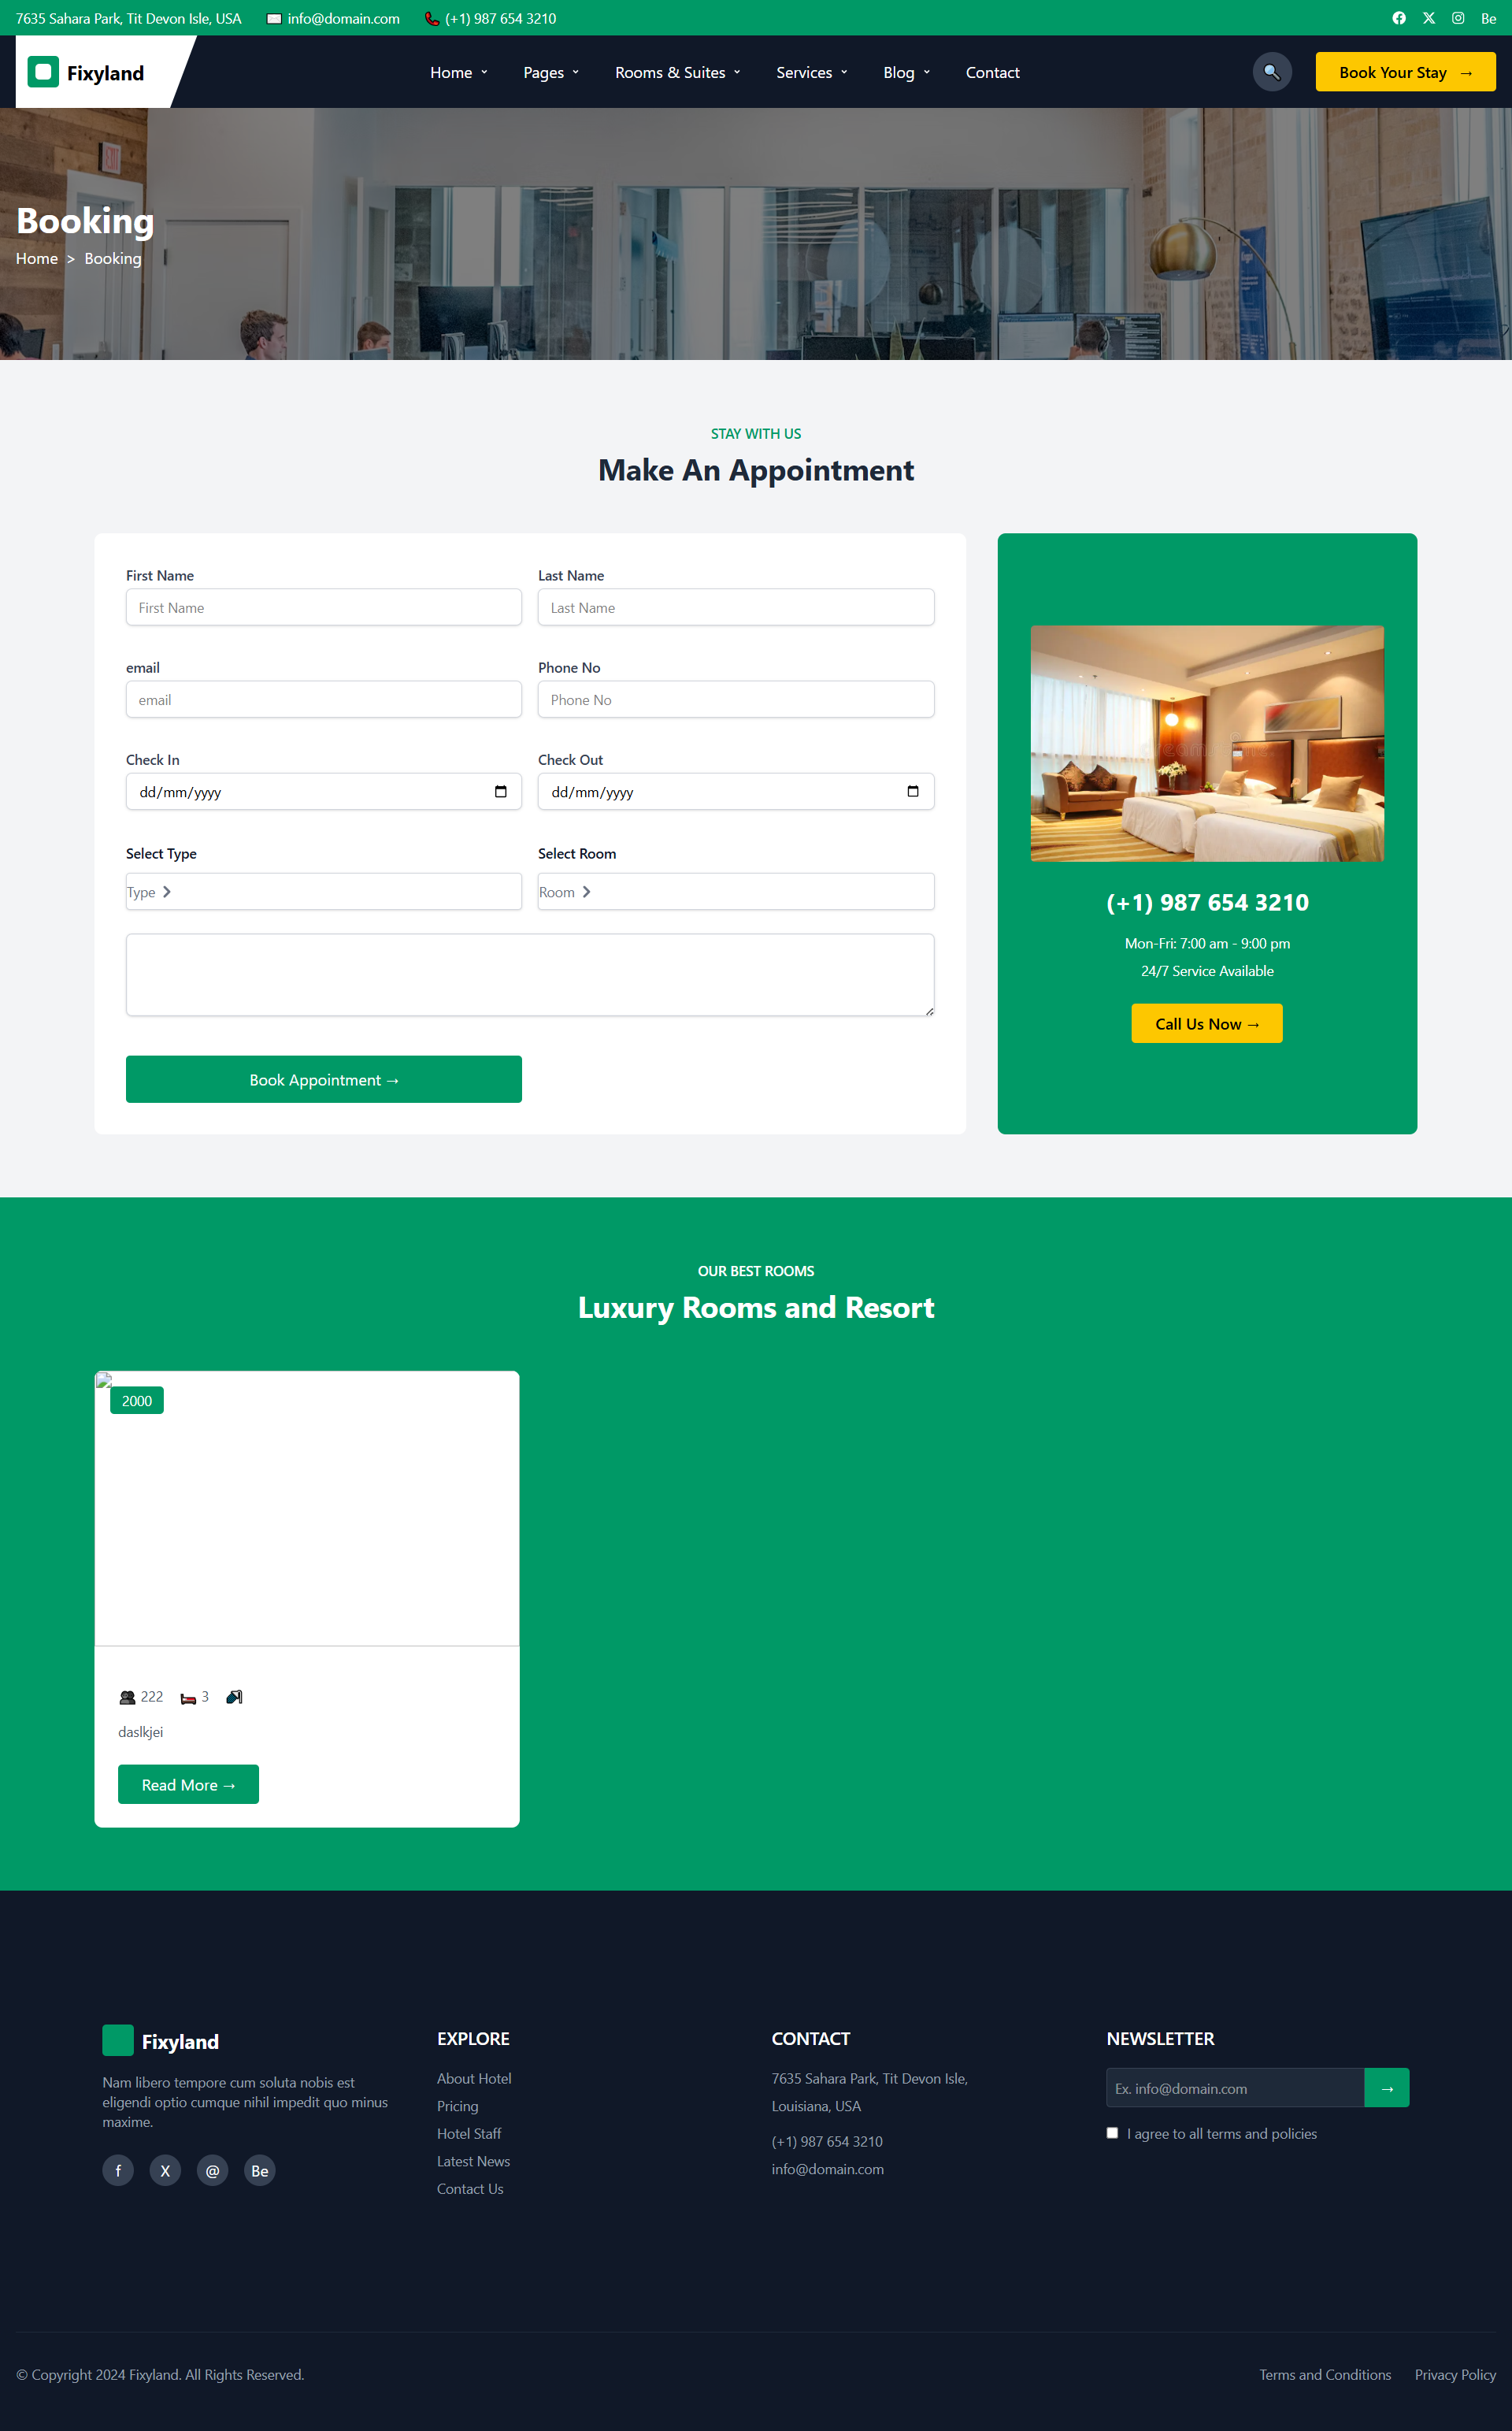 7635 Sahara Park, Tit Devon Isle, USA
info@domain.com
(+1) 987 654 3210
Be
Fixyland
Home
Pages
Rooms & Suites
Services
Blog
Contact
Book Your Stay →
EXIT
Booking
Home > Booking
STAY WITH US
Make An Appointment
First Name
Last Name
First Name
Last Name
email
Phone No
email
Phone No
Check In
Check Out
dd/mm/yyyy
dd/mm/yyyy
Select Type
Select Room
Type
Room
Book Appointment →
(+1) 987 654 3210
Mon-Fri: 7:00 am - 9:00 pm
24/7 Service Available
Call Us Now →
OUR BEST ROOMS
Luxury Rooms and Resort
2000
222
3
daslkjei
Read More →
Fixyland
Nam libero tempore cum soluta nobis est
eligendi optio cumque nihil impedit quo minus
maxime.
f
X
@
Be
EXPLORE
About Hotel
Pricing
Hotel Staff
Latest News
Contact Us
CONTACT
7635 Sahara Park, Tit Devon Isle,
Louisiana, USA
(+1) 987 654 3210
info@domain.com
NEWSLETTER
Ex. info@domain.com
→
I agree to all terms and policies
© Copyright 2024 Fixyland. All Rights Reserved.
Terms and Conditions
Privacy Policy